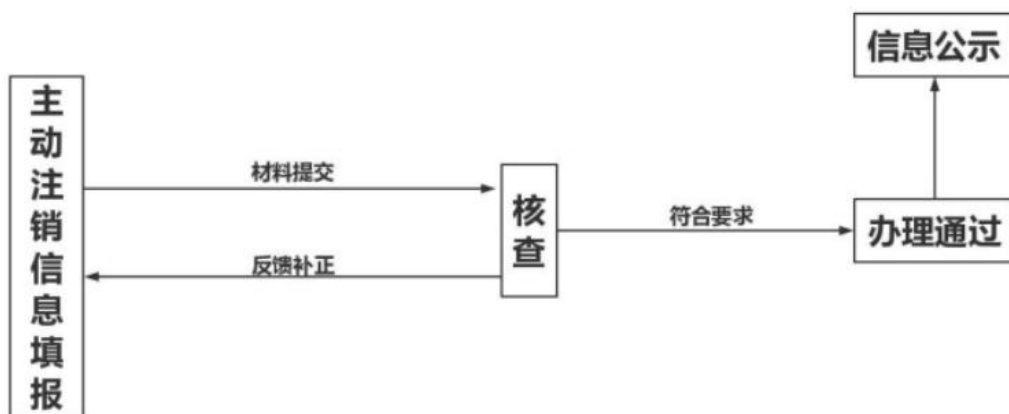 信息公示
主动注销信息填报
材料提交
核查
符合要求
办理通过
反馈补正